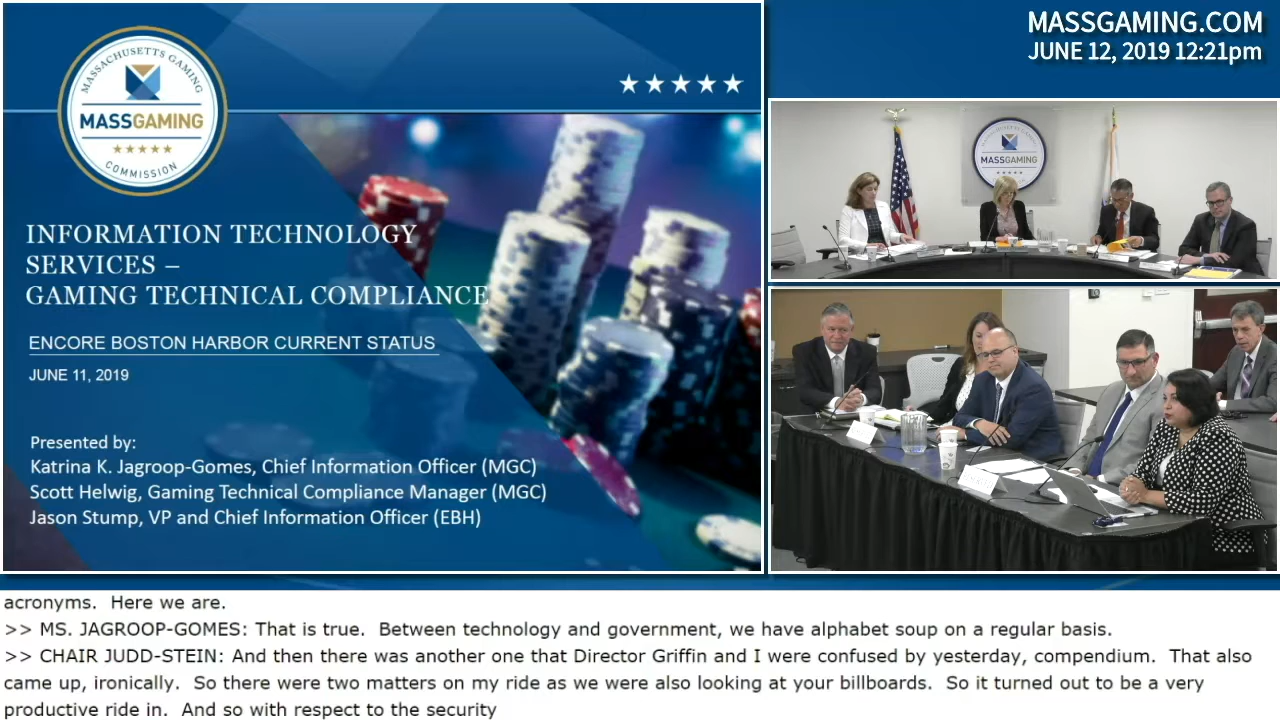 MASSACHUSETTS GAMING
MASSGAMING
COMMISSION
INFORMATION TECHNOLOGY
SERVICES –
GAMING TECHNICAL COMPLIANCE
ENCORE BOSTON HARBOR CURRENT STATUS
JUNE 11, 2019
Presented by:
Katrina K. Jagroop-Gomes, Chief Information Officer (MGC)
Scott Helwig, Gaming Technical Compliance Manager (MGC)
Jason Stump, VP and Chief Information Officer (EBH)
MASSGAMING.COM
JUNE 12, 2019 12:21pm
MASSGAMING
acronyms.  Here we are.
>> MS. JAGROOP-GOMES: That is true.  Between technology and government, we have alphabet soup on a regular basis.
>> CHAIR JUDD-STEIN: And then there was another one that Director Griffin and I were confused by yesterday, compendium.  That also
came up, ironically.  So there were two matters on my ride as we were also looking at your billboards.  So it turned out to be a very
productive ride in.  And so with respect to the security